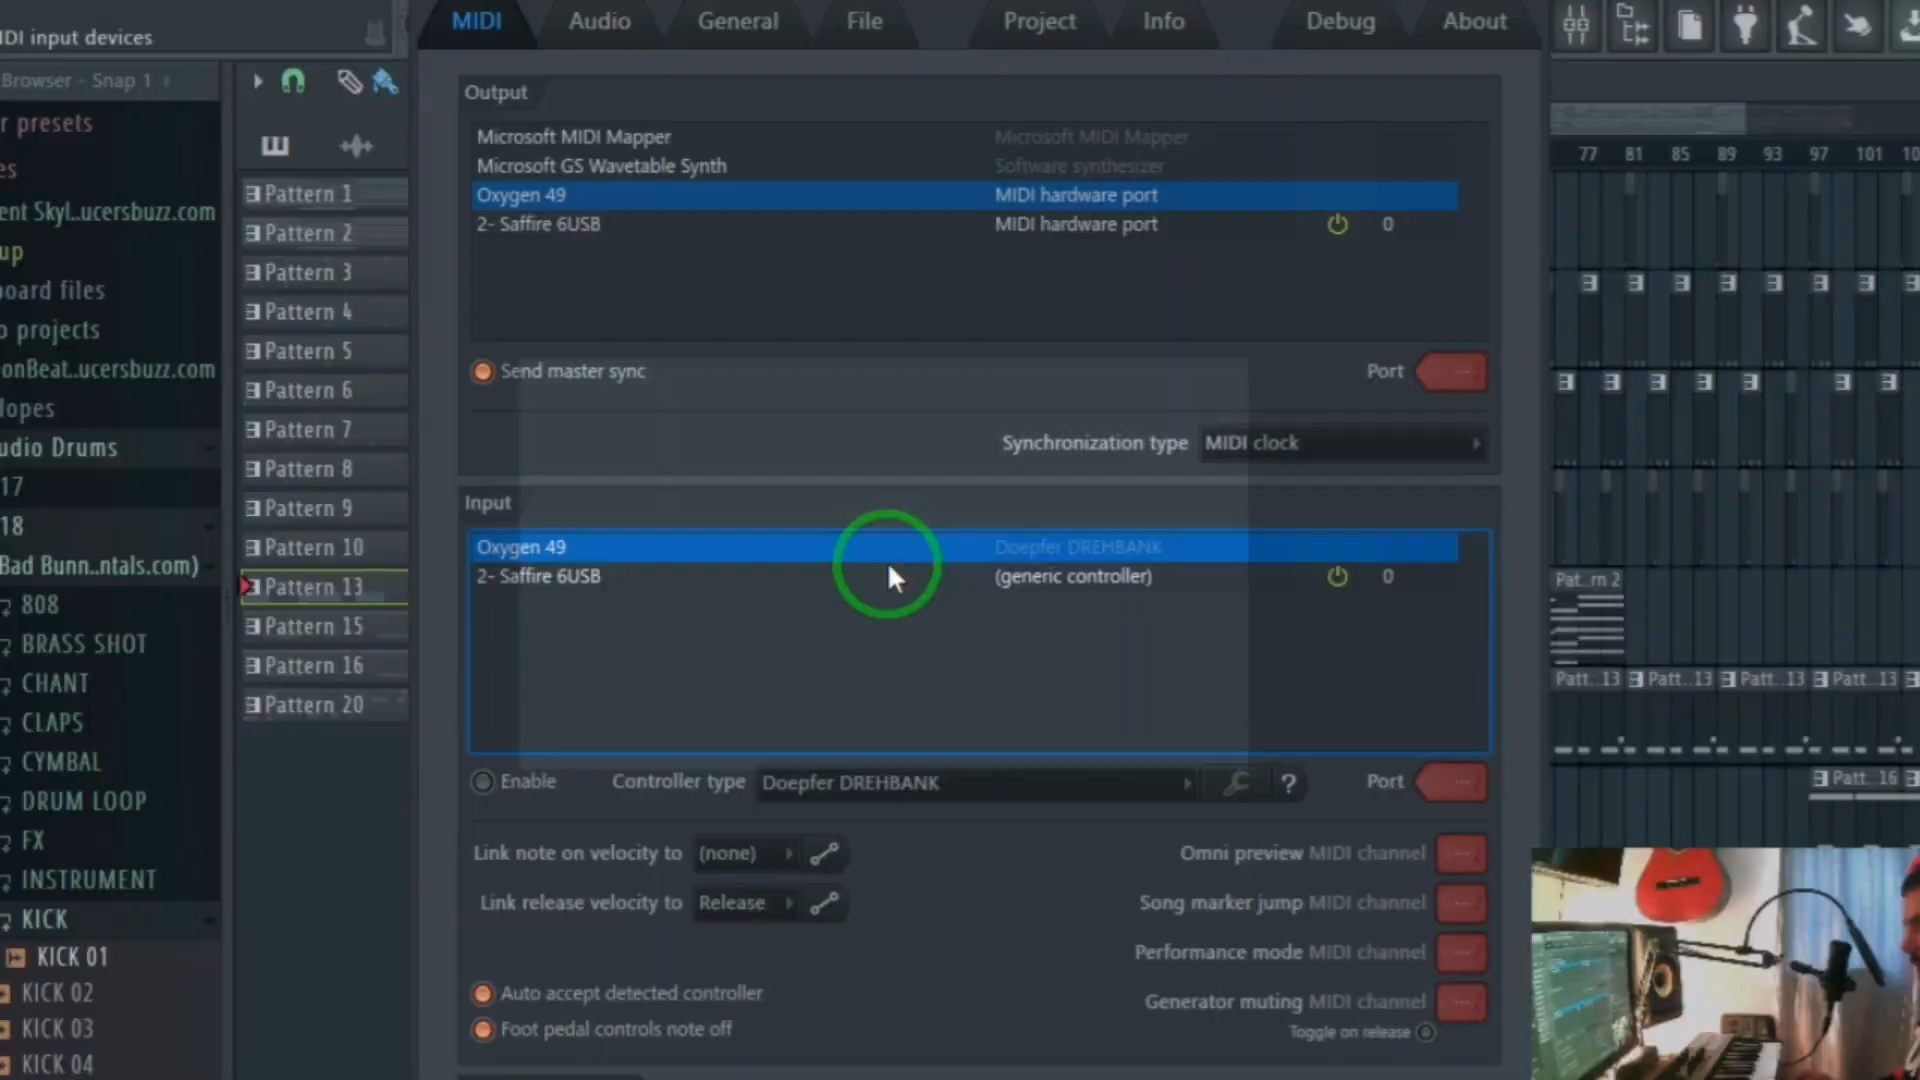 DI input devices
Browser - Snap 1
r presets
es
ent Skyl..ucersbuzz.com
up
oard files
o projects
onBeat..ucersbuzz.com
lopes
udio Drums
17
18
Bad Bunn..ntals.com)
808
BRASS SHOT
CHANT
CLAPS
CYMBAL
DRUM LOOP
FX
INSTRUMENT
KICK
KICK 01
KICK 02
KICK 03
KICK 04
Pattern 1
Pattern 2
Pattern 3
Pattern 4
Pattern 5
Pattern 6
Pattern 7
Pattern 8
Pattern 9
Pattern 10
Pattern 13
Pattern 15
Pattern 16
Pattern 20
MIDI Audio General File Project Info Debug About
Output
Microsoft MIDI Mapper Microsoft MIDI Mapper
Microsoft GS Wavetable Synth Software synthesizer
Oxygen 49 MIDI hardware port
2- Saffire 6USB MIDI hardware port 0
Send master sync Port
Synchronization type MIDI clock
Input
Oxygen 49 Doepfer DREHBANK
2- Saffire 6USB (generic controller) 0
Enable Controller type Doepfer DREHBANK ? Port
Link note on velocity to (none) Omni preview MIDI channel
Link release velocity to Release Song marker jump MIDI channel
Performance mode MIDI channel
Auto accept detected controller Generator muting MIDI channel
Foot pedal controls note off Toggle on release
77 81 85 89 93 97 101 10
Pat..rn 2
Patt..13 Patt..13 Patt..13 Patt..13
Patt..16